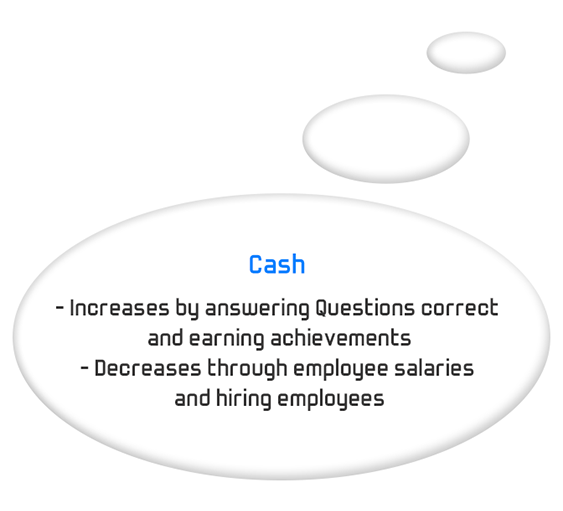 Cash
- Increases by answering Questions correct
and earning achievements
- Decreases through employee salaries
and hiring employees